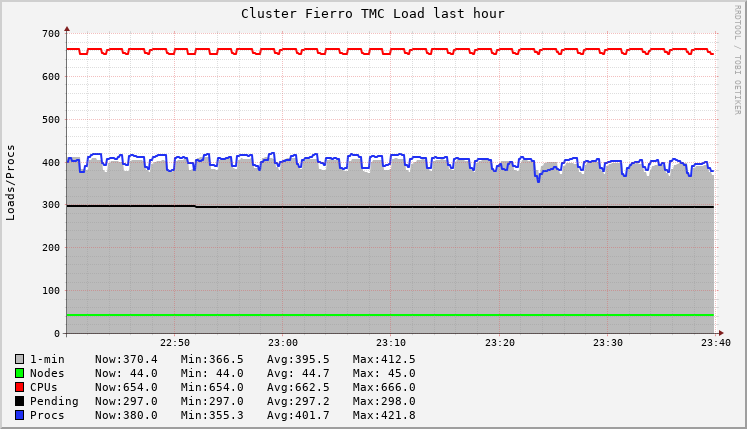 Cluster Fierro TMC Load last hour
RRDTOOL / TOBI OETIKER
Loads/Procs
700
600
500
400
300
200
100
0
22:50 23:00 23:10 23:20 23:30 23:40
1-min Now:370.4 Min:366.5 Avg:395.5 Max:412.5
Nodes Now: 44.0 Min: 44.0 Avg: 44.7 Max: 45.0
CPUs Now:654.0 Min:654.0 Avg:662.5 Max:666.0
Pending Now:297.0 Min:297.0 Avg:297.2 Max:298.0
Procs Now:380.0 Min:355.3 Avg:401.7 Max:421.8